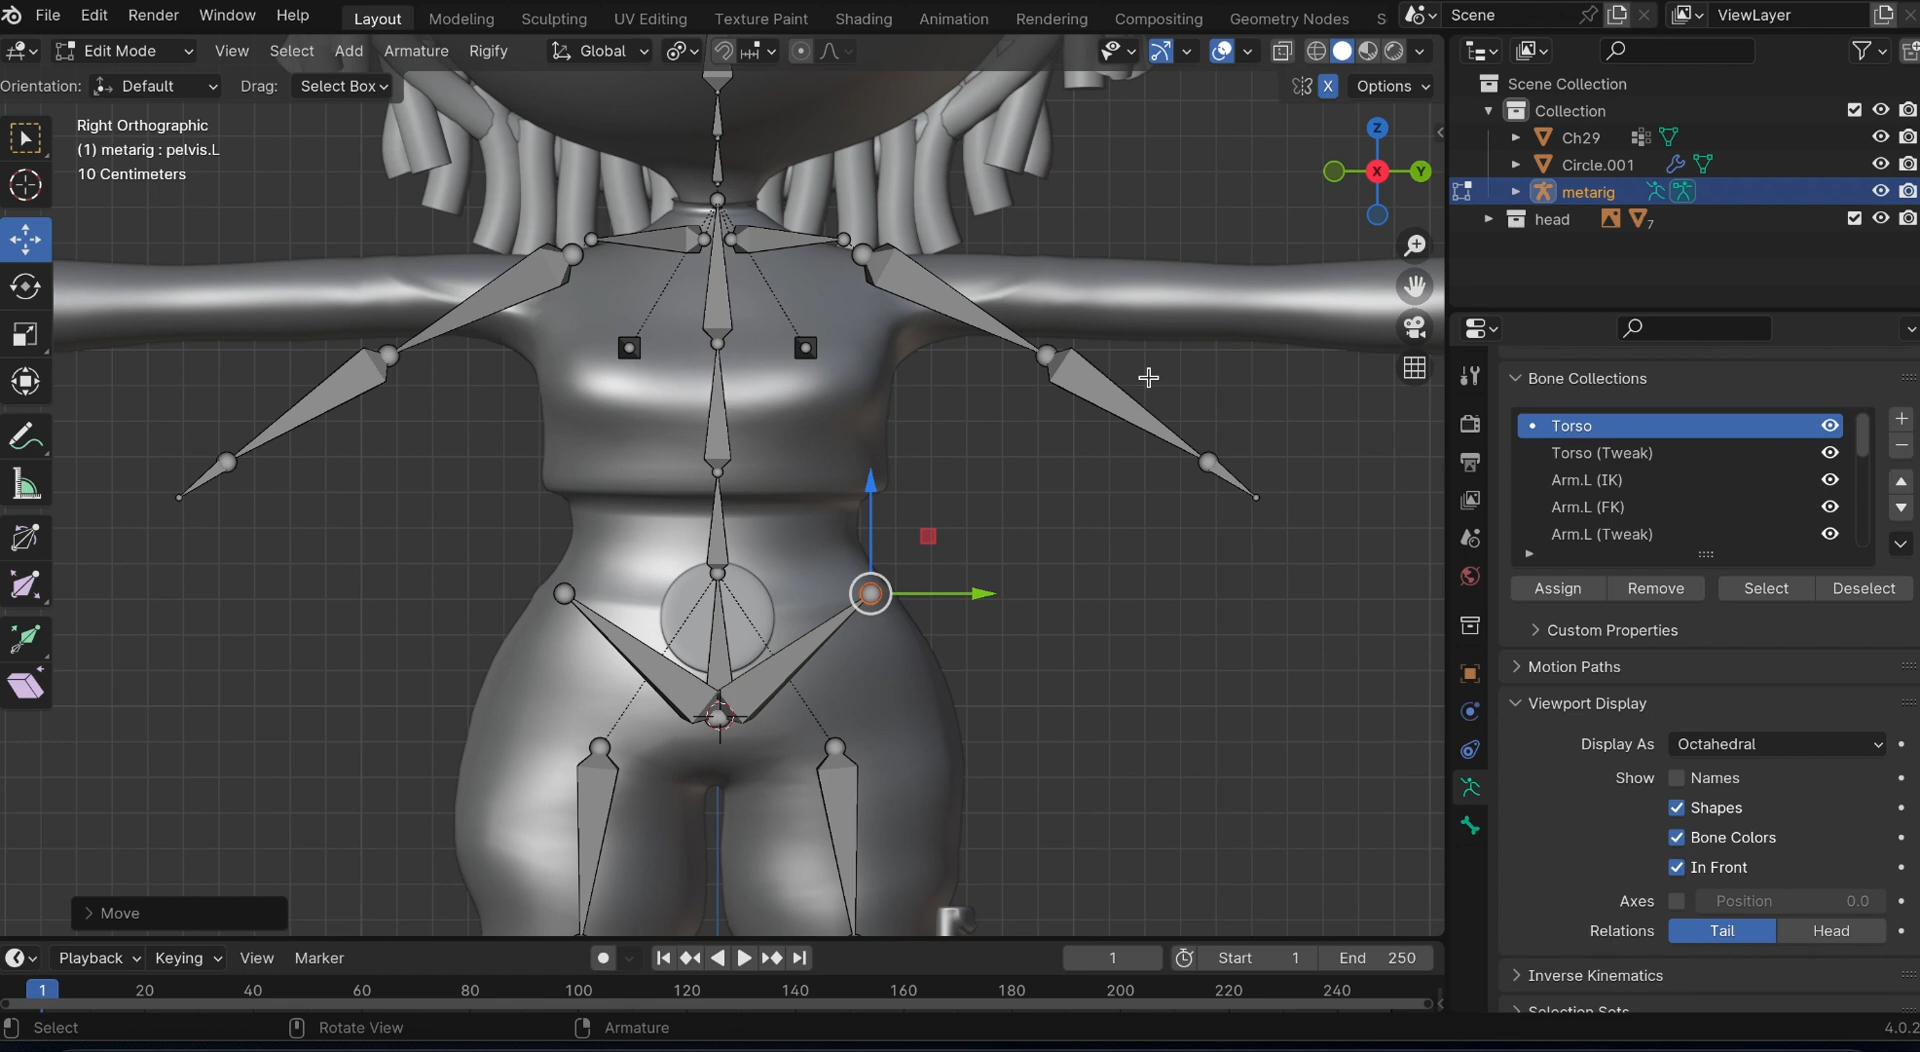 File Edit Render Window Help Layout Modeling Sculpting UV Editing Texture Paint Shading Animation Rendering Compositing Geometry Nodes S Scene ViewLayer
Edit Mode View Select Add Armature Rigify Global
Orientation: Default Drag: Select Box X Options
Right Orthographic
(1) metarig : pelvis.L
10 Centimeters
Z
X
Y
Scene Collection
Collection
Ch29
Circle.001
metarig
head 7
Bone Collections
Torso
Torso (Tweak)
Arm.L (IK)
Arm.L (FK)
Arm.L (Tweak)
Assign Remove Select Deselect
Custom Properties
Motion Paths
Viewport Display
Display As Octahedral
Show Names
Shapes
Bone Colors
In Front
Axes Position 0.0
Relations Tail Head
Inverse Kinematics
Selection Sets
Move
Playback Keying View Marker 1 Start 1 End 250
1 20 40 60 80 100 120 140 160 180 200 220 240
Select Rotate View Armature 4.0.2